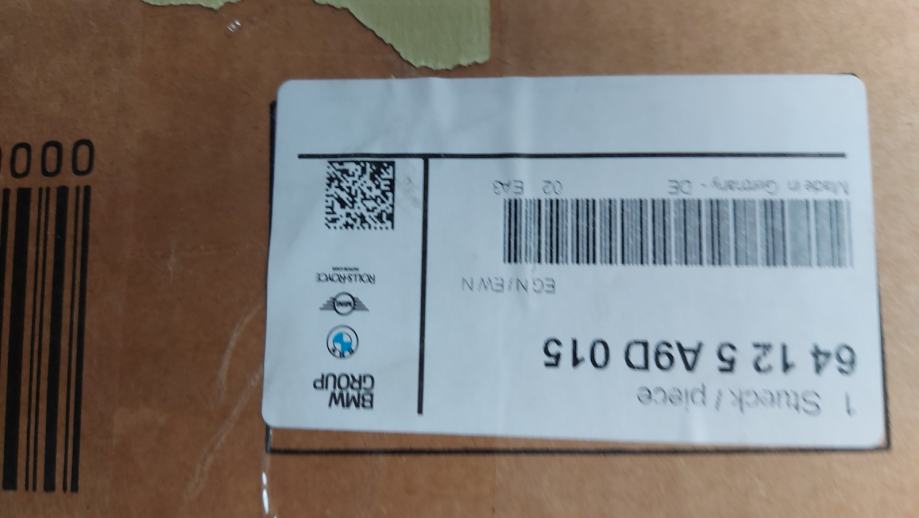 1 Stueck / piece
64 12 5 A9D 015
EG N / EW N
Made in Germany - DE 02 EA3
BMW
GROUP
MINI
ROLLS-ROYCE
0000